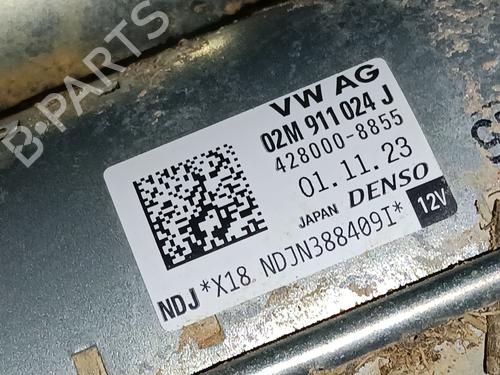 B-PARTS
VW AG
02M 911 024 J
428000-8855
01.11.23
JAPAN DENSO
12V
NDJ*X18 NDJN388409I*